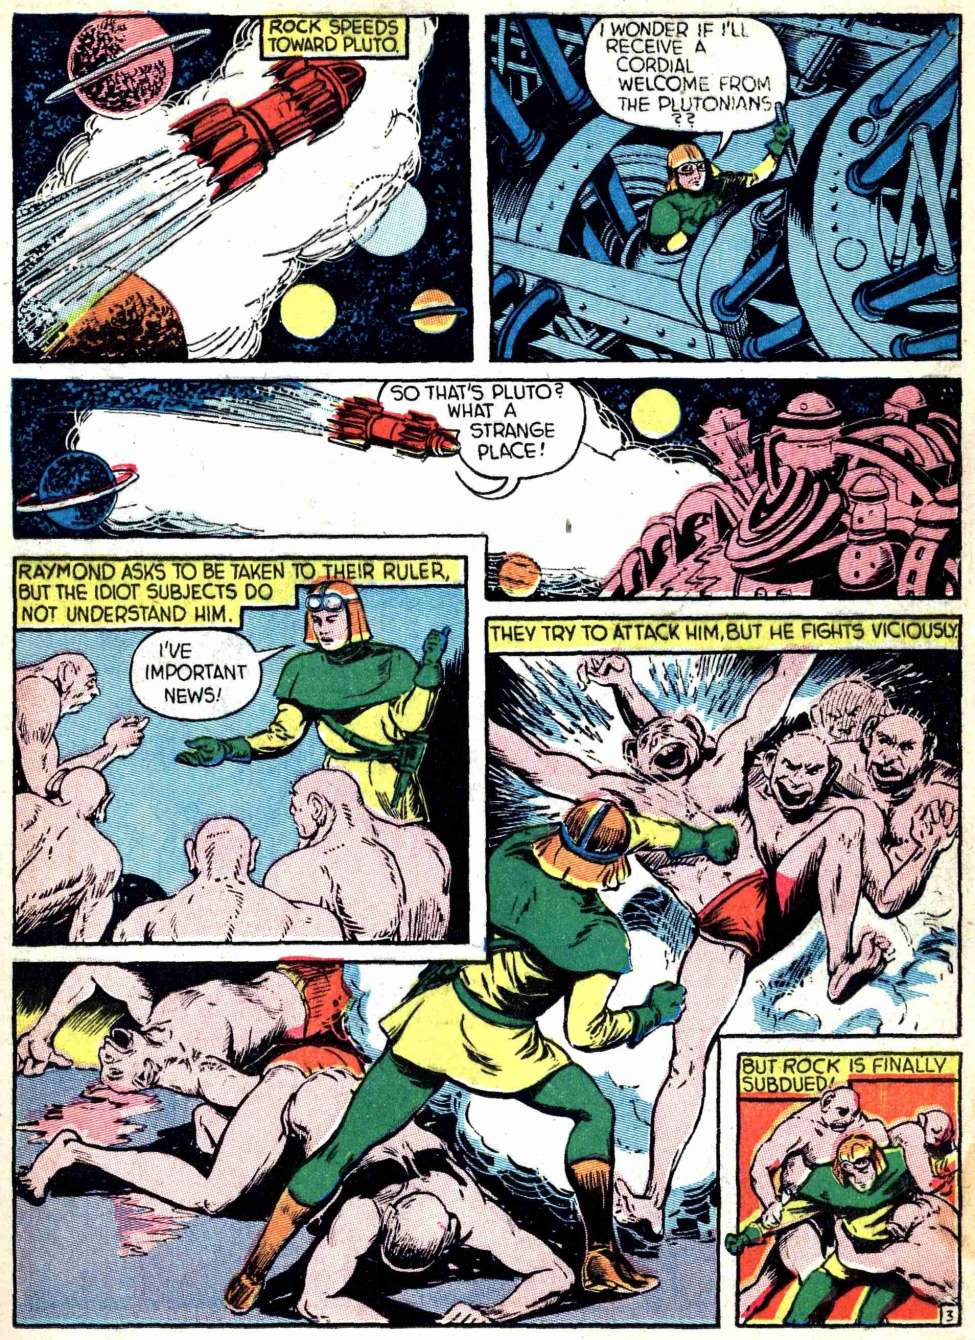 ROCK SPEEDS
TOWARD PLUTO.
I WONDER IF I'LL
RECEIVE A
CORDIAL
WELCOME FROM
THE PLUTONIANS
??
SO THAT'S PLUTO?
WHAT A
STRANGE
PLACE!
RAYMOND ASKS TO BE TAKEN TO THEIR RULER,
BUT THE IDIOT SUBJECTS DO
NOT UNDERSTAND HIM.
I'VE
IMPORTANT
NEWS!
THEY TRY TO ATTACK HIM, BUT HE FIGHTS VICIOUSLY.
BUT ROCK IS FINALLY
SUBDUED!
3